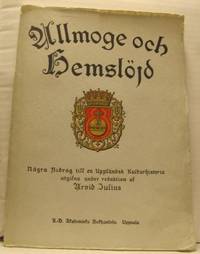 Allmoge och
Hemslöjd
Några Bidrag till en Uppländsk Kulturhistoria
utgifna under redaktion af
Arvid Julius
A.-B. Akademiska Bokhandeln. Uppsala